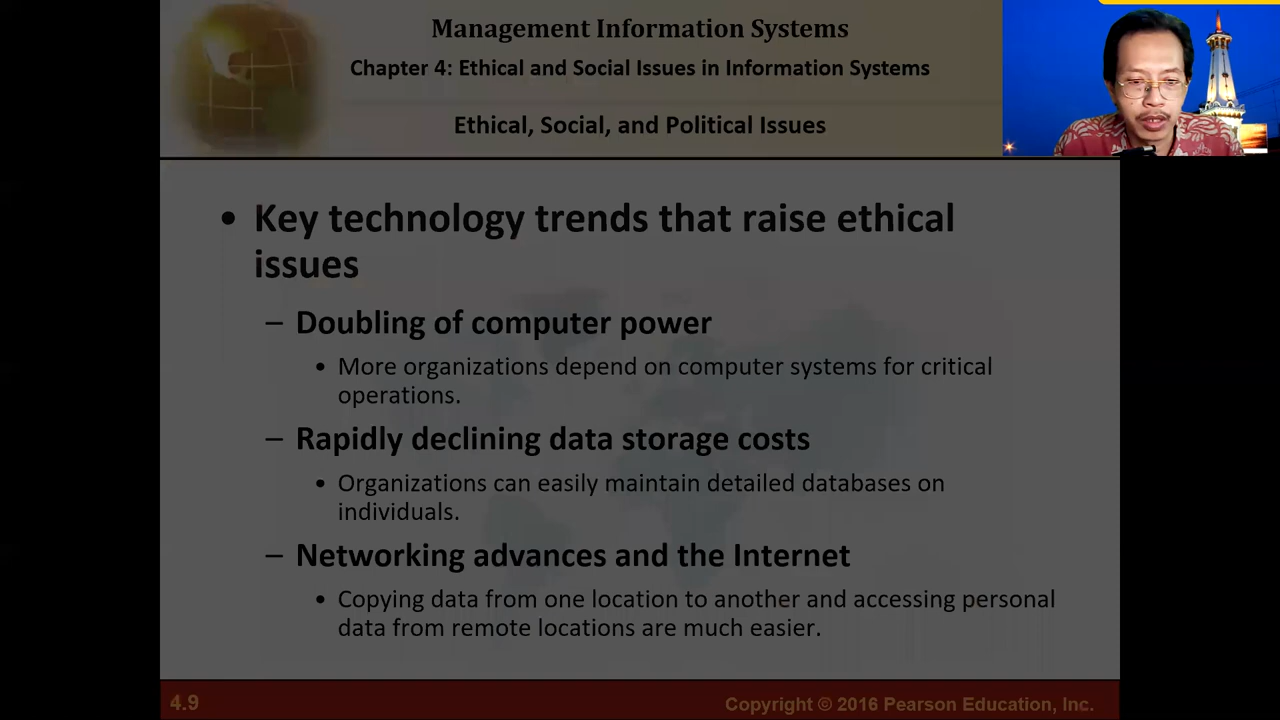 Management Information Systems
Chapter 4: Ethical and Social Issues in Information Systems
Ethical, Social, and Political Issues
• Key technology trends that raise ethical
issues
– Doubling of computer power
• More organizations depend on computer systems for critical
operations.
– Rapidly declining data storage costs
• Organizations can easily maintain detailed databases on
individuals.
– Networking advances and the Internet
• Copying data from one location to another and accessing personal
data from remote locations are much easier.
4.9
Copyright © 2016 Pearson Education, Inc.